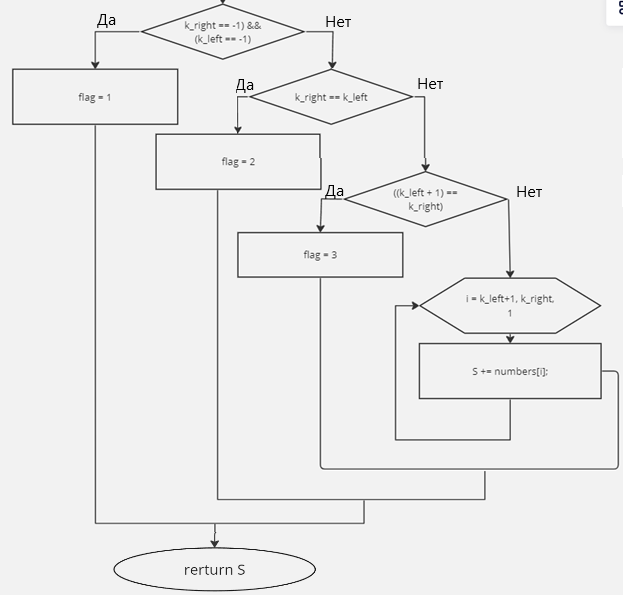 Да
k_right == -1) &&
(k_left == -1)
Нет
flag = 1
Да
k_right == k_left
Нет
flag = 2
Да
((k_left + 1) ==
k_right)
Нет
flag = 3
i = k_left+1, k_right,
1
S += numbers[i];
rerturn S